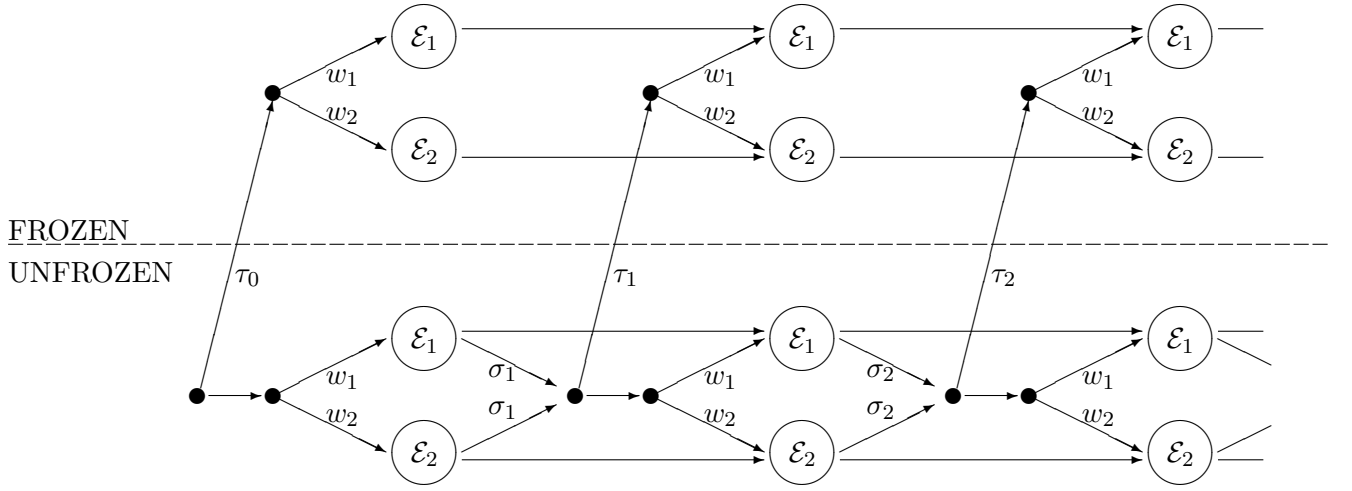 ℰ₁ ℰ₁ ℰ₁
w₁ w₁ w₁
w₂ w₂ w₂
ℰ₂ ℰ₂ ℰ₂
FROZEN
UNFROZEN τ₀ τ₁ τ₂
ℰ₁ ℰ₁ ℰ₁
w₁ σ₁ w₁ σ₂ w₁
w₂ σ₁ w₂ σ₂ w₂
ℰ₂ ℰ₂ ℰ₂